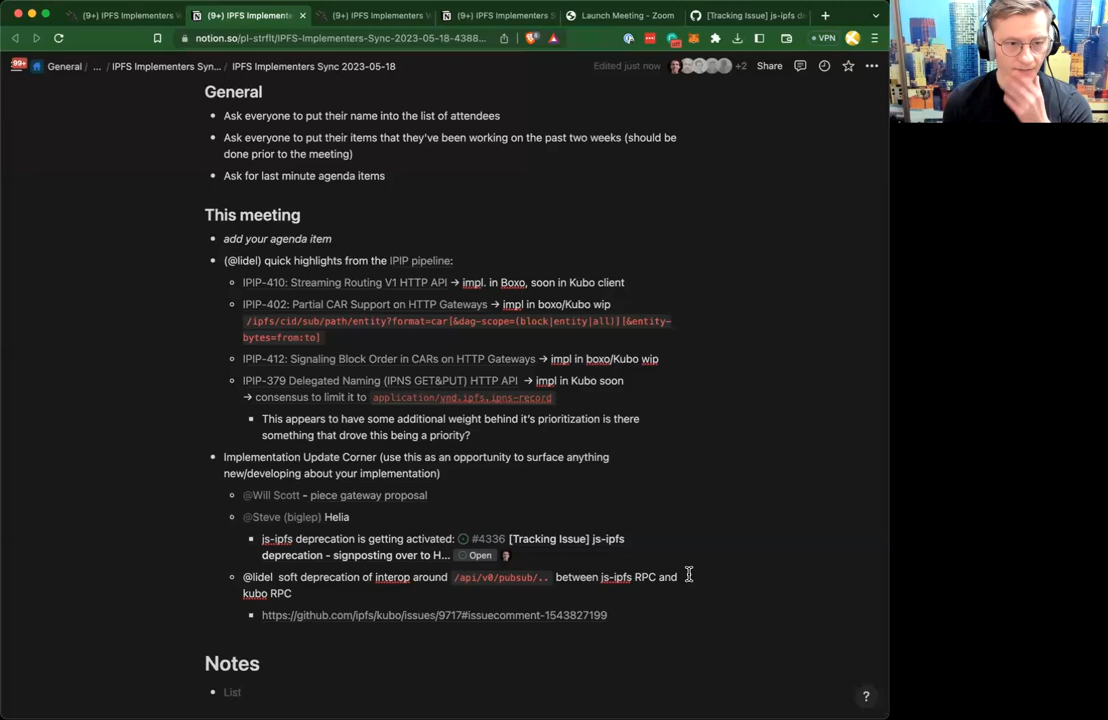 (9+) IPFS Implementers V
(9+) IPFS Implementers S
(9+) IPFS Implementers V
(9+) IPFS Implementers S
Launch Meeting - Zoom
[Tracking Issue] js-ipfs d
notion.so/pl-strflt/IPFS-Implementers-Sync-2023-05-18-4388...
VPN
99+
General / ... / IPFS Implementers Syn... / IPFS Implementers Sync 2023-05-18
Edited just now
+2
Share
General
Ask everyone to put their name into the list of attendees
Ask everyone to put their items that they've been working on the past two weeks (should be
done prior to the meeting)
Ask for last minute agenda items
This meeting
add your agenda item
(@lidel) quick highlights from the IPIP pipeline:
IPIP-410: Streaming Routing V1 HTTP API → impl. in Boxo, soon in Kubo client
IPIP-402: Partial CAR Support on HTTP Gateways → impl in boxo/Kubo wip
/ipfs/cid/sub/path/entity?format=car[&dag-scope=(block|entity|all)][&entity-
bytes=from:to]
IPIP-412: Signaling Block Order in CARs on HTTP Gateways → impl in boxo/Kubo wip
IPIP-379 Delegated Naming (IPNS GET&PUT) HTTP API → impl in Kubo soon
→ consensus to limit it to application/vnd.ipfs.ipns-record
This appears to have some additional weight behind it's prioritization is there
something that drove this being a priority?
Implementation Update Corner (use this as an opportunity to surface anything
new/developing about your implementation)
@Will Scott - piece gateway proposal
@Steve (biglep) Helia
js-ipfs deprecation is getting activated: #4336 [Tracking Issue] js-ipfs
deprecation - signposting over to H... Open
@lidel soft deprecation of interop around /api/v0/pubsub/.. between js-ipfs RPC and
kubo RPC
https://github.com/ipfs/kubo/issues/9717#issuecomment-1543827199
Notes
List
?